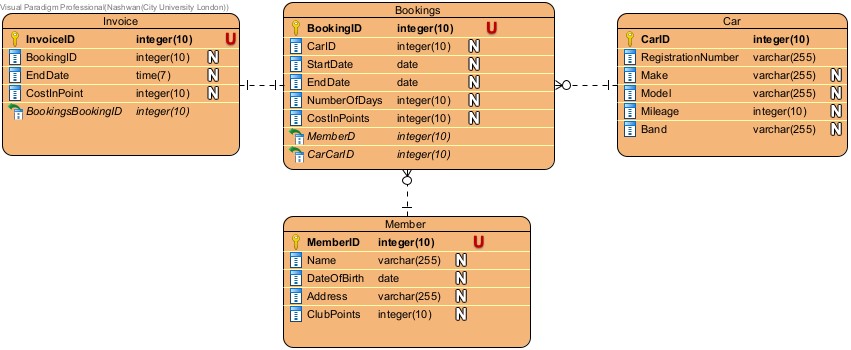 Visual Paradigm Professional(Nashwan(City University London))
Invoice
InvoiceID integer(10) U
BookingID integer(10) N
EndDate time(7) N
CostInPoint integer(10) N
BookingsBookingID integer(10)
Bookings
BookingID integer(10) U
CarID integer(10) N
StartDate date N
EndDate date N
NumberOfDays integer(10) N
CostInPoints integer(10) N
MemberD integer(10)
CarCarID integer(10)
Car
CarID integer(10)
RegistrationNumber varchar(255)
Make varchar(255) N
Model varchar(255) N
Mileage integer(10) N
Band varchar(255) N
Member
MemberID integer(10) U
Name varchar(255) N
DateOfBirth date N
Address varchar(255) N
ClubPoints integer(10) N